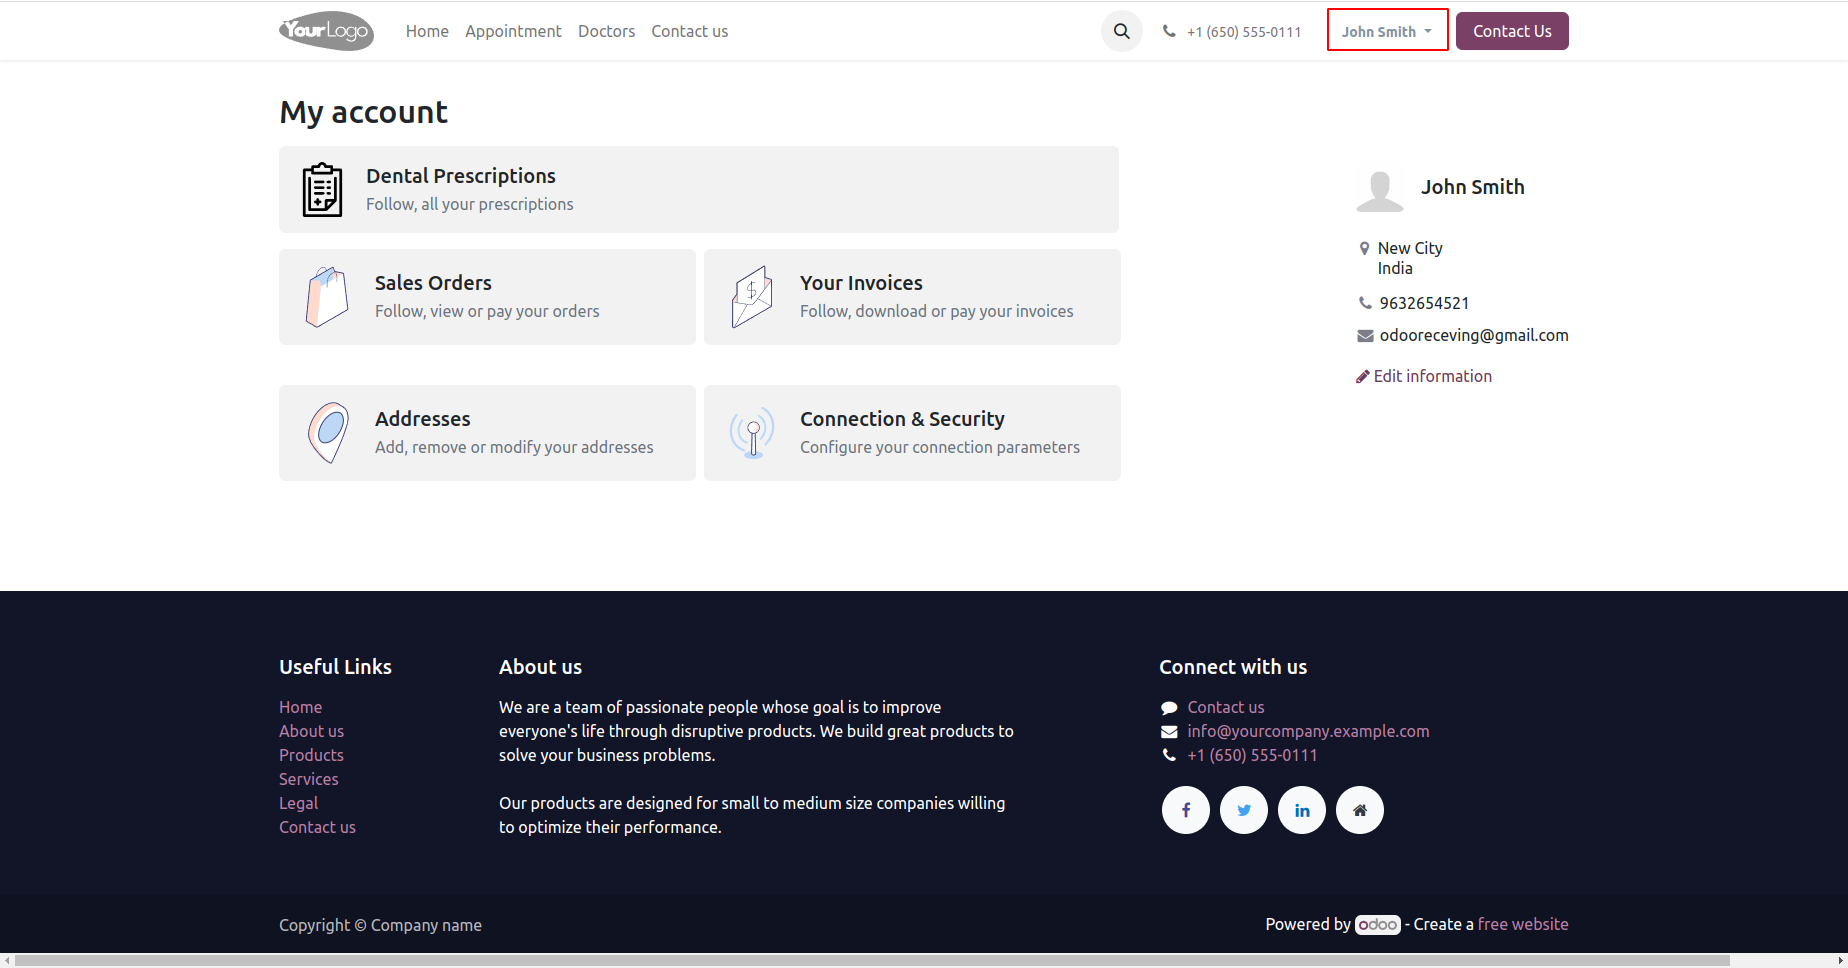 YourLogo
Home Appointment Doctors Contact us
+1 (650) 555-0111
John Smith
Contact Us
My account
Dental Prescriptions
Follow, all your prescriptions
Sales Orders
Follow, view or pay your orders
Your Invoices
Follow, download or pay your invoices
Addresses
Add, remove or modify your addresses
Connection & Security
Configure your connection parameters
John Smith
New City
India
9632654521
odooreceving@gmail.com
Edit information
Useful Links
Home
About us
Products
Services
Legal
Contact us
About us
We are a team of passionate people whose goal is to improve
everyone's life through disruptive products. We build great products to
solve your business problems.
Our products are designed for small to medium size companies willing
to optimize their performance.
Connect with us
Contact us
info@yourcompany.example.com
+1 (650) 555-0111
Copyright © Company name
Powered by odoo - Create a free website